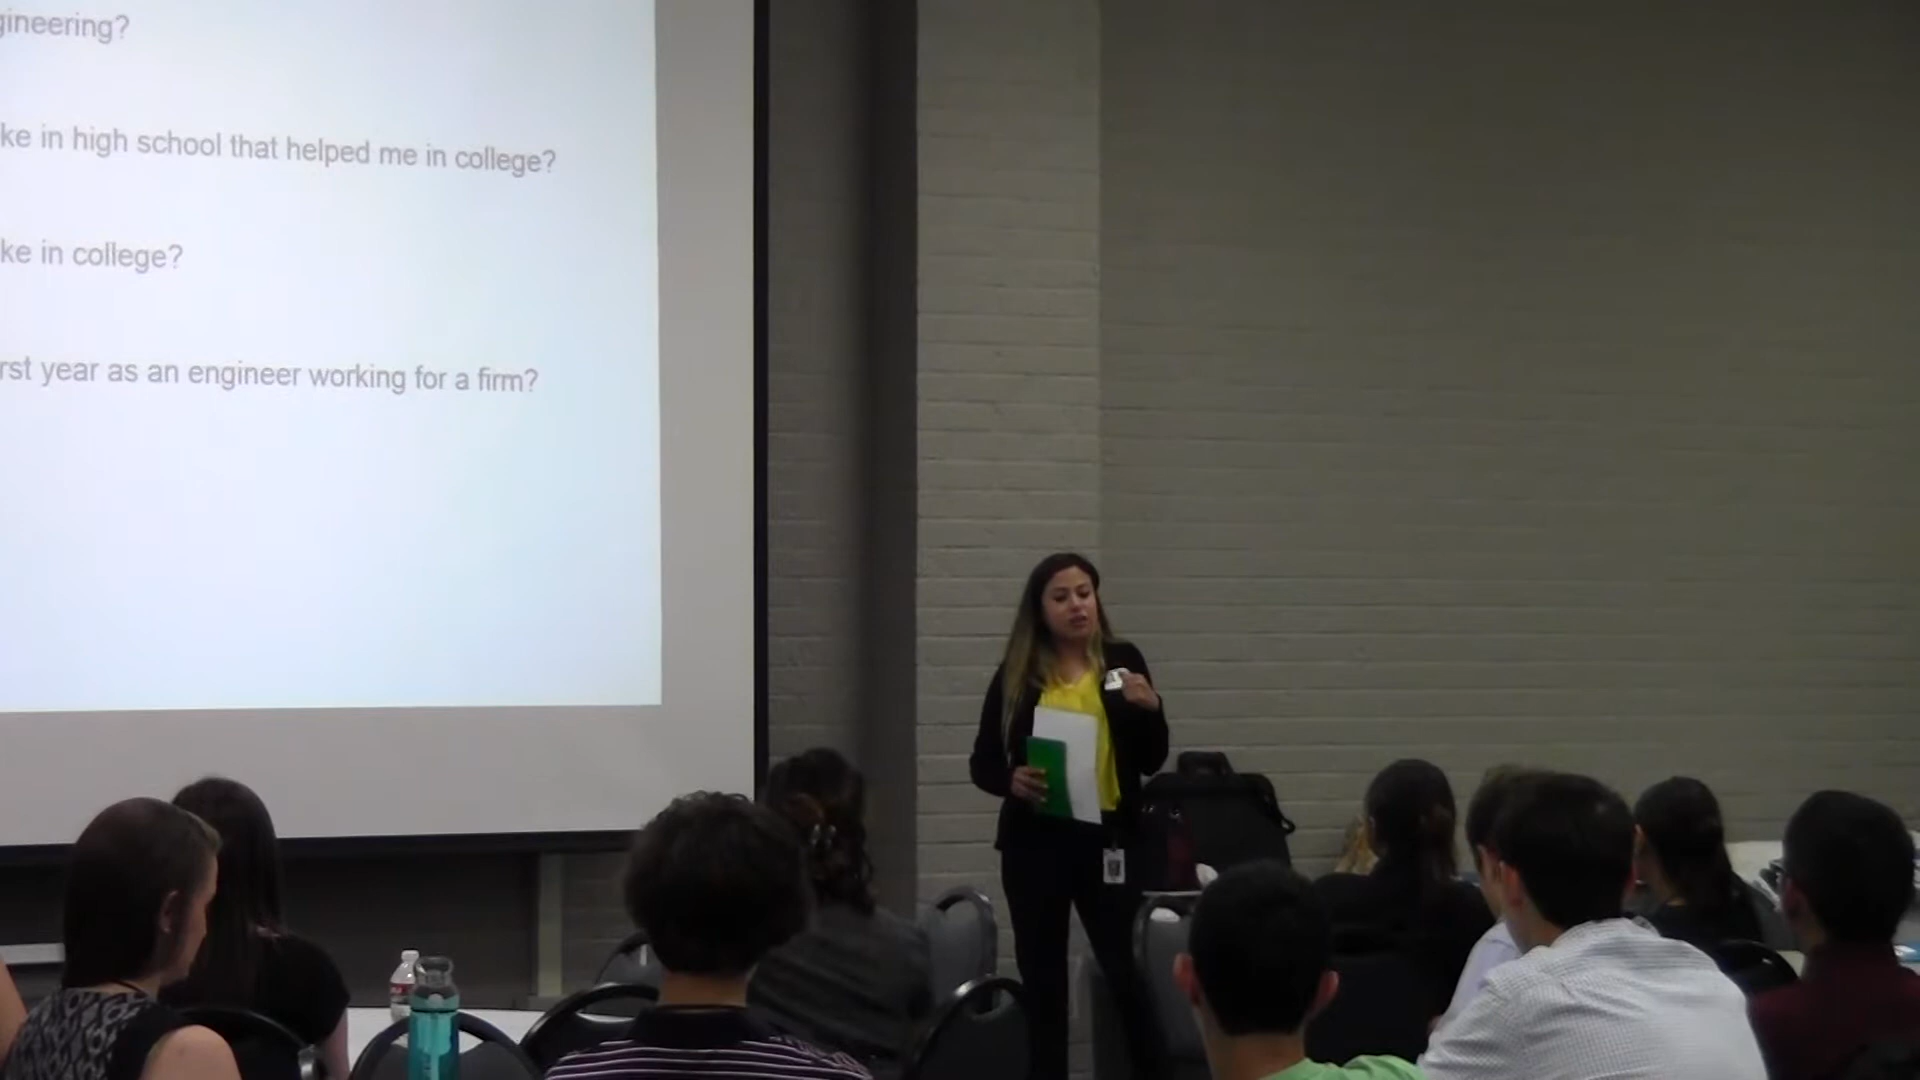 gineering?
ke in high school that helped me in college?
ke in college?
rst year as an engineer working for a firm?